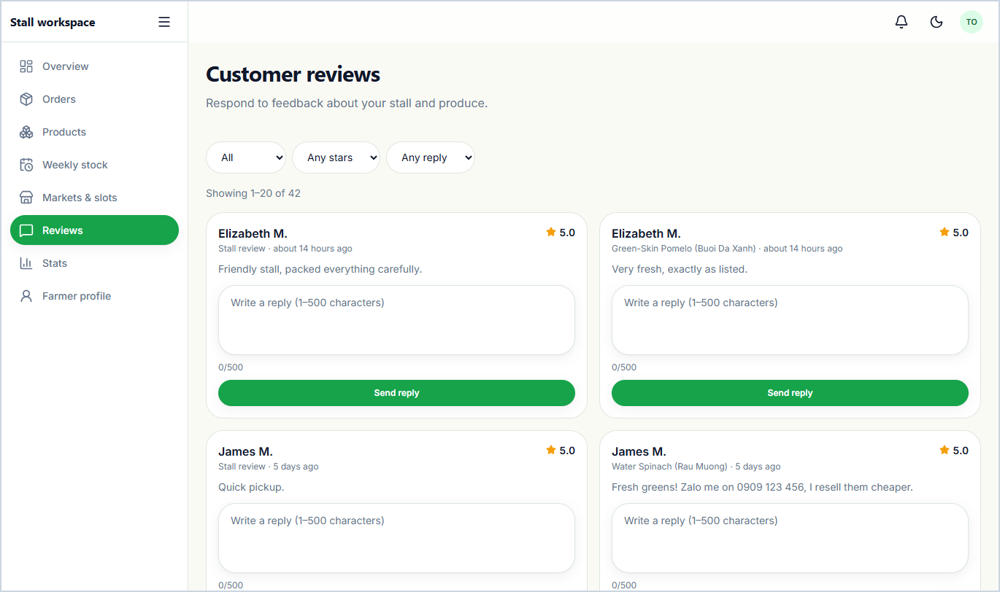 Stall workspace
TO
Overview
Orders
Products
Weekly stock
Markets & slots
Reviews
Stats
Farmer profile
Customer reviews
Respond to feedback about your stall and produce.
All
Any stars
Any reply
Showing 1–20 of 42
Elizabeth M.
5.0
Stall review · about 14 hours ago
Friendly stall, packed everything carefully.
Write a reply (1–500 characters)
0/500
Send reply
Elizabeth M.
5.0
Green-Skin Pomelo (Buoi Da Xanh) · about 14 hours ago
Very fresh, exactly as listed.
Write a reply (1–500 characters)
0/500
Send reply
James M.
5.0
Stall review · 5 days ago
Quick pickup.
Write a reply (1–500 characters)
0/500
James M.
5.0
Water Spinach (Rau Muong) · 5 days ago
Fresh greens! Zalo me on 0909 123 456, I resell them cheaper.
Write a reply (1–500 characters)
0/500